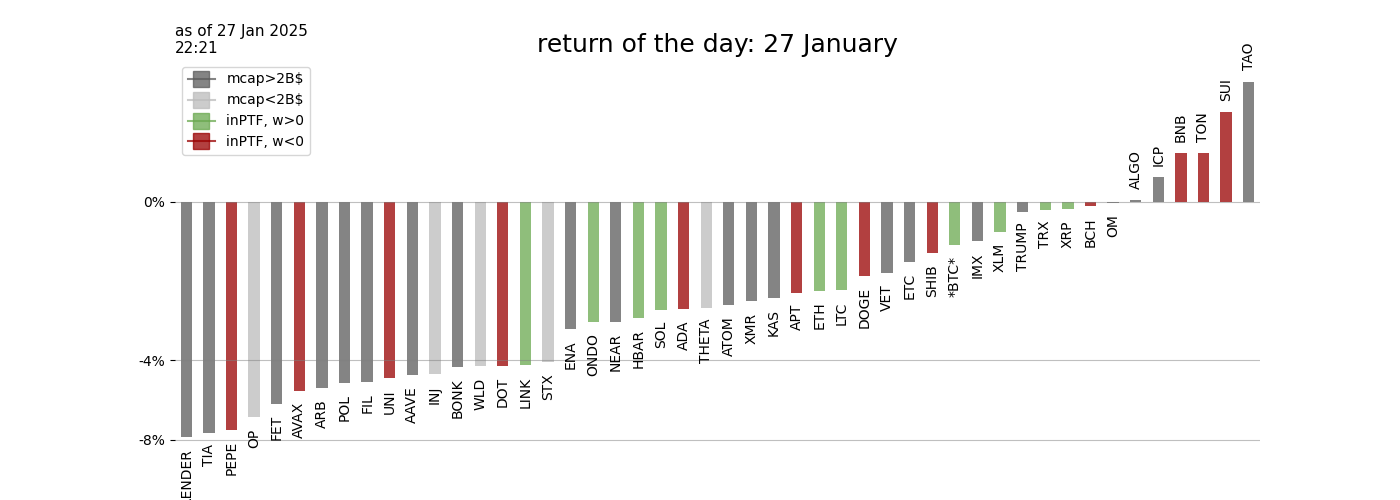 as of 27 Jan 2025
22:21
return of the day: 27 January
mcap>2B$
mcap<2B$
inPTF, w>0
inPTF, w<0
0%
-4%
-8%
TIA
PEPE
OP
FET
AVAX
ARB
POL
FIL
UNI
AAVE
INJ
BONK
WLD
DOT
LINK
STX
ENA
ONDO
NEAR
HBAR
SOL
ADA
THETA
ATOM
XMR
KAS
APT
ETH
LTC
DOGE
VET
ETC
SHIB
*BTC*
IMX
XLM
TRUMP
TRX
XRP
BCH
OM
ALGO
ICP
BNB
TON
SUI
TAO